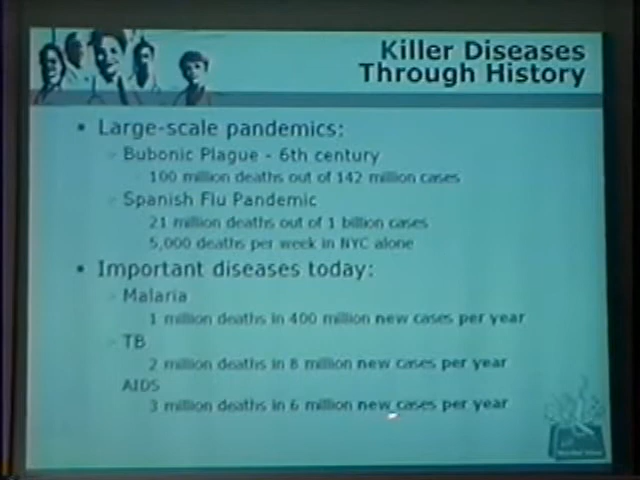 Killer Diseases
Through History
• Large-scale pandemics:
– Bubonic Plague - 6th century
100 million deaths out of 142 million cases
– Spanish Flu Pandemic
21 million deaths out of 1 billion cases
5,000 deaths per week in NYC alone
• Important diseases today:
– Malaria
1 million deaths in 400 million new cases per year
– TB
2 million deaths in 8 million new cases per year
AIDS
3 million deaths in 6 million new cases per year